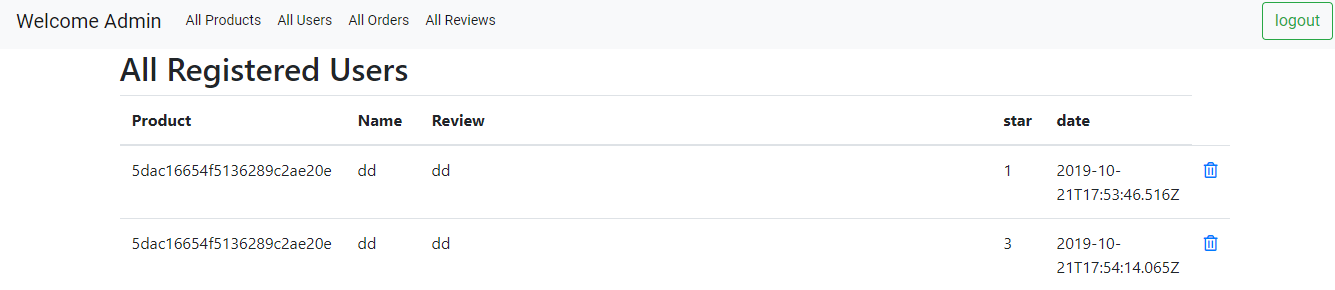 Welcome Admin All Products All Users All Orders All Reviews logout
All Registered Users
Product Name Review star date
5dac16654f5136289c2ae20e dd dd 1 2019-10-
21T17:53:46.516Z
5dac16654f5136289c2ae20e dd dd 3 2019-10-
21T17:54:14.065Z